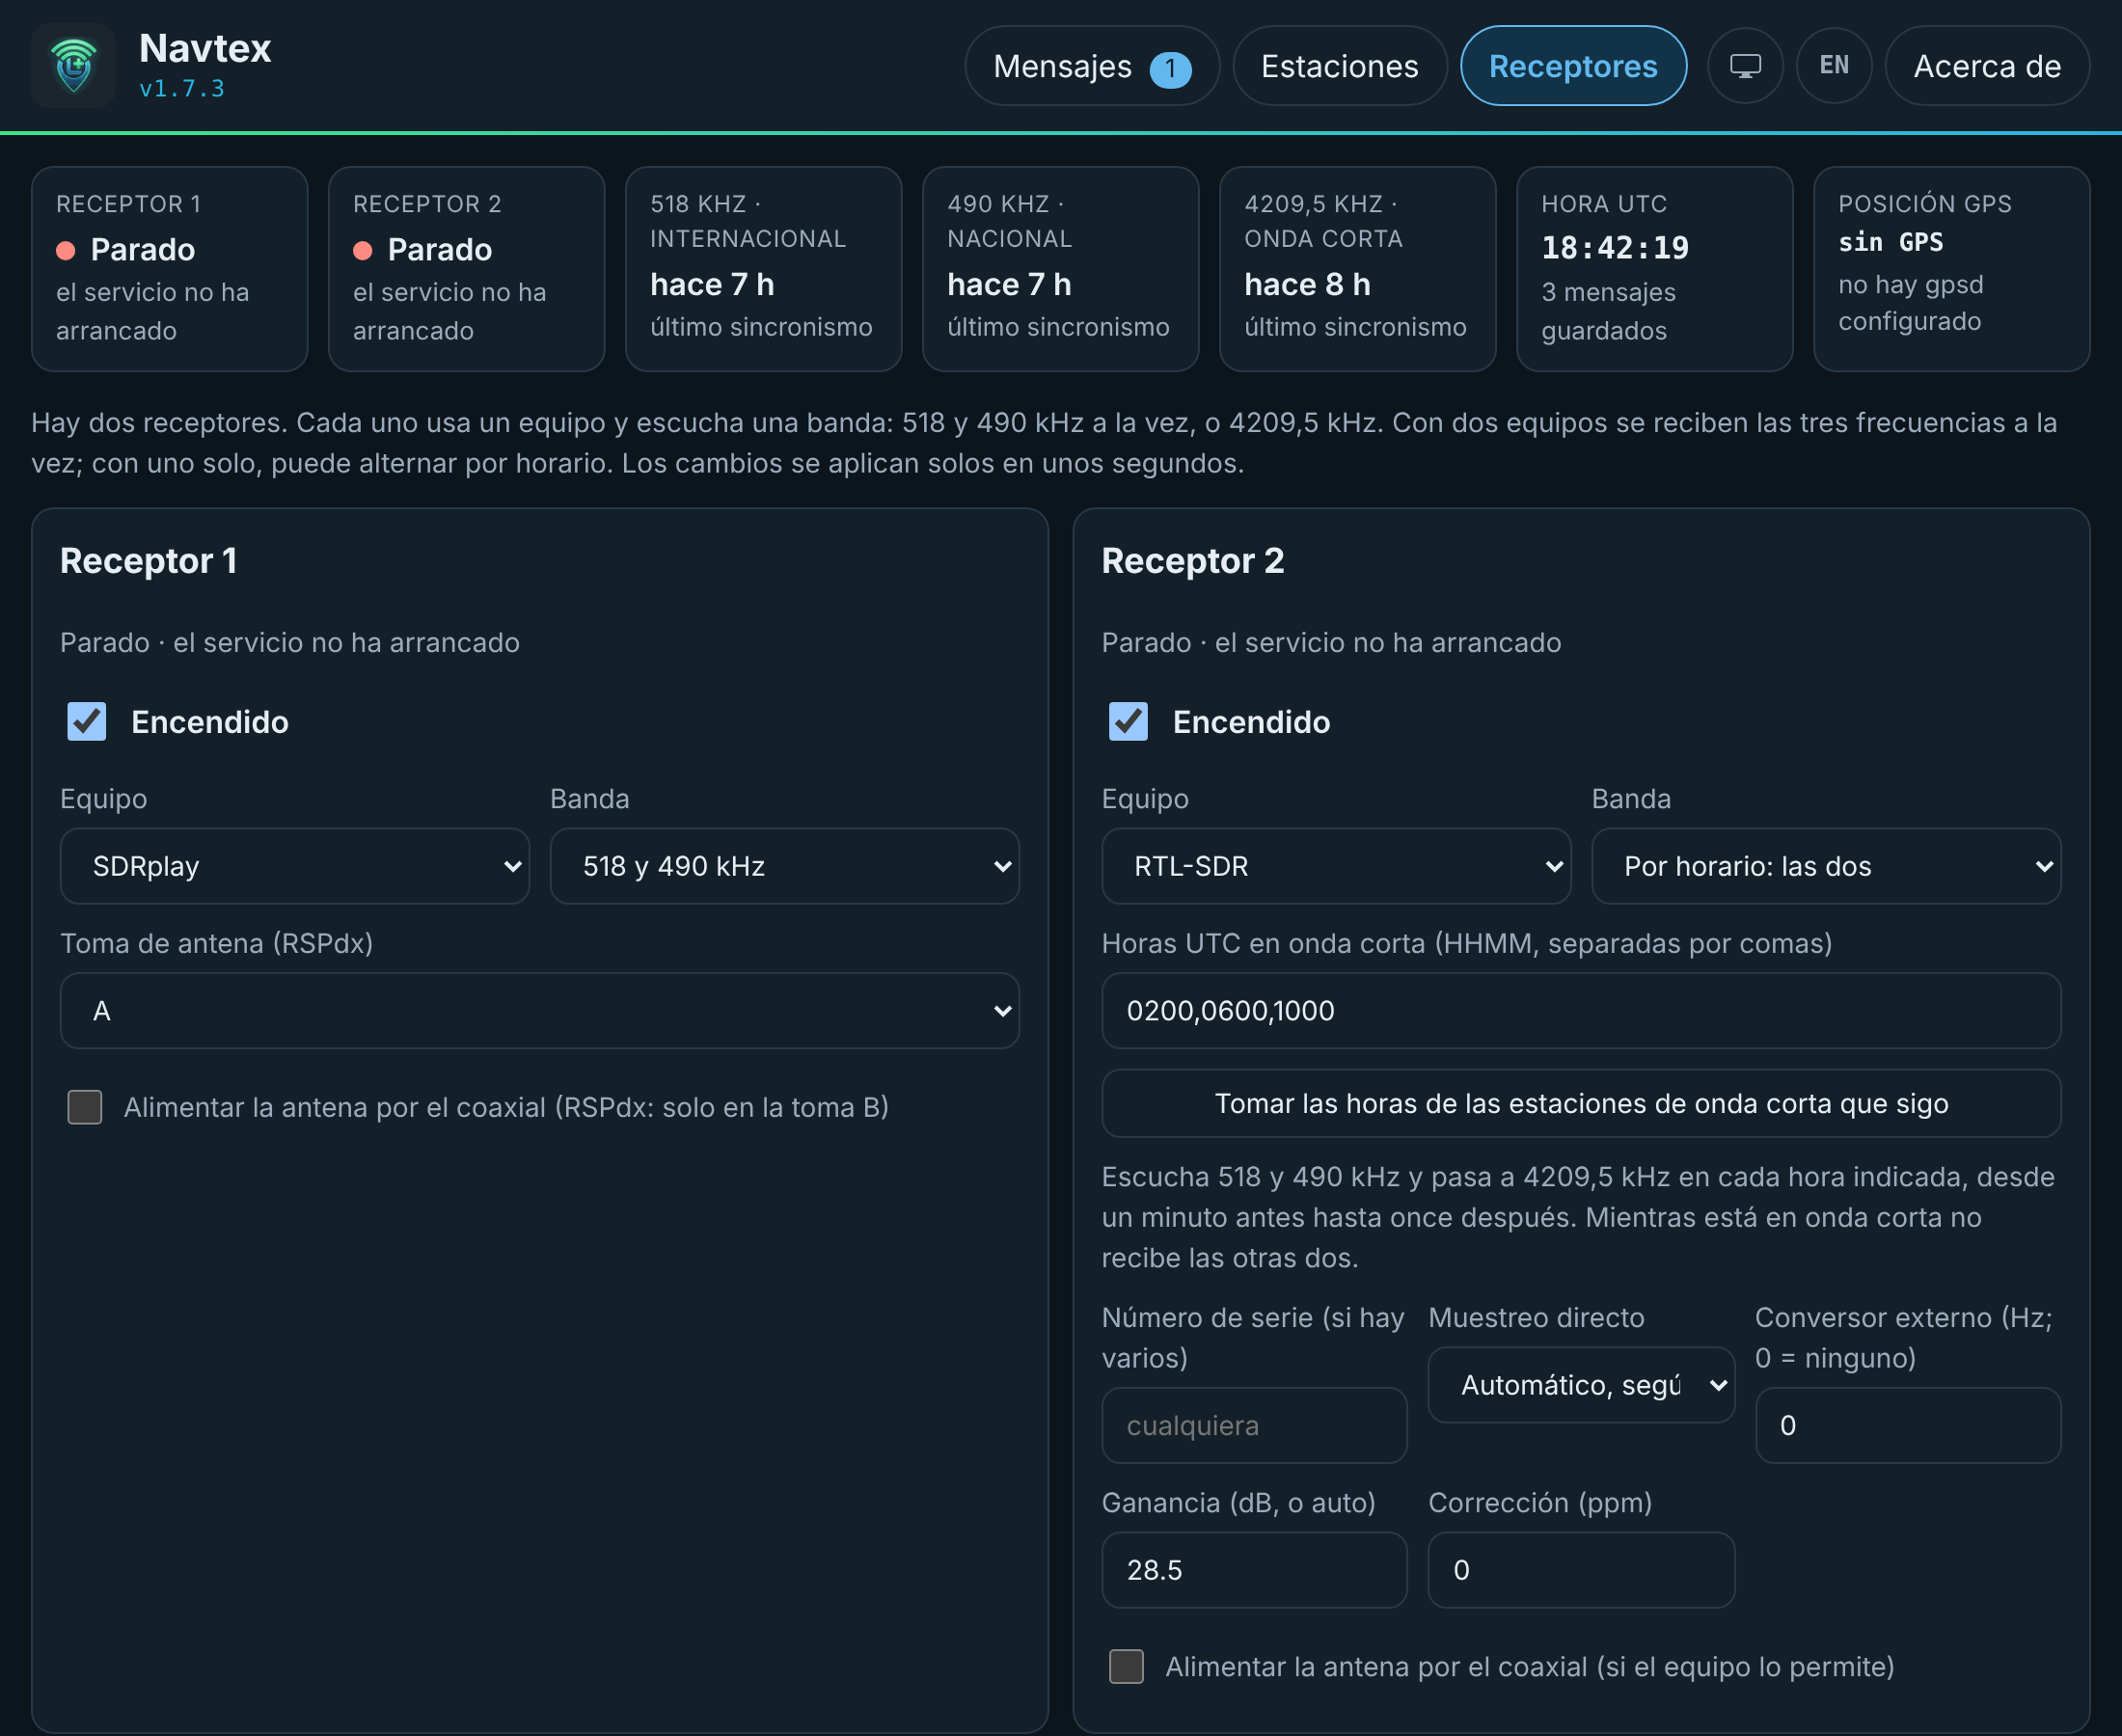 Navtex
v1.7.3
Mensajes 1
Estaciones
Receptores
EN
Acerca de
RECEPTOR 1
Parado
el servicio no ha
arrancado
RECEPTOR 2
Parado
el servicio no ha
arrancado
518 KHZ ·
INTERNACIONAL
hace 7 h
último sincronismo
490 KHZ ·
NACIONAL
hace 7 h
último sincronismo
4209,5 KHZ ·
ONDA CORTA
hace 8 h
último sincronismo
HORA UTC
18:42:19
3 mensajes
guardados
POSICIÓN GPS
sin GPS
no hay gpsd
configurado
Hay dos receptores. Cada uno usa un equipo y escucha una banda: 518 y 490 kHz a la vez, o 4209,5 kHz. Con dos equipos se reciben las tres frecuencias a la
vez; con uno solo, puede alternar por horario. Los cambios se aplican solos en unos segundos.
Receptor 1
Parado · el servicio no ha arrancado
Encendido
Equipo
SDRplay
Banda
518 y 490 kHz
Toma de antena (RSPdx)
A
Alimentar la antena por el coaxial (RSPdx: solo en la toma B)
Receptor 2
Parado · el servicio no ha arrancado
Encendido
Equipo
RTL-SDR
Banda
Por horario: las dos
Horas UTC en onda corta (HHMM, separadas por comas)
0200,0600,1000
Tomar las horas de las estaciones de onda corta que sigo
Escucha 518 y 490 kHz y pasa a 4209,5 kHz en cada hora indicada, desde
un minuto antes hasta once después. Mientras está en onda corta no
recibe las otras dos.
Número de serie (si hay
varios)
cualquiera
Muestreo directo
Automático, segú
Conversor externo (Hz;
0 = ninguno)
0
Ganancia (dB, o auto)
28.5
Corrección (ppm)
0
Alimentar la antena por el coaxial (si el equipo lo permite)